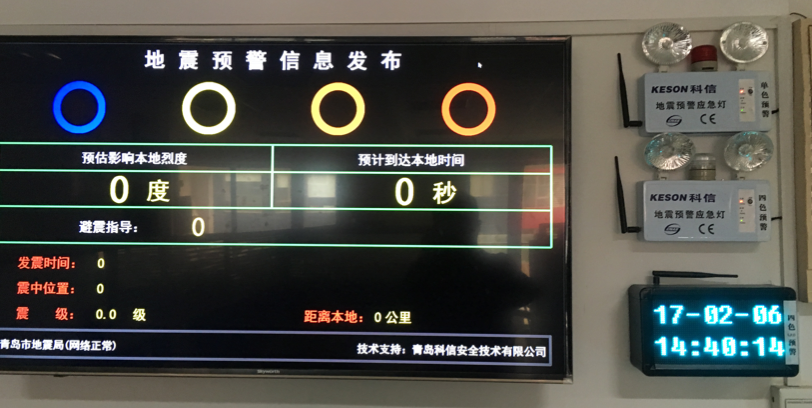 地震预警信息发布
预估影响本地烈度 预计到达本地时间
0 度 0 秒
避震指导： 0
发震时间： 0
震中位置： 0
震 级： 0.0 级 距离本地： 0 公里
青岛市地震局(网络正常) 技术支持：青岛科信安全技术有限公司
KESON 科信
地震预警应急灯
CE
单色预警
KESON 科信
地震预警应急灯
CE
四色预警
17-02-06
14:40:14
四色预警